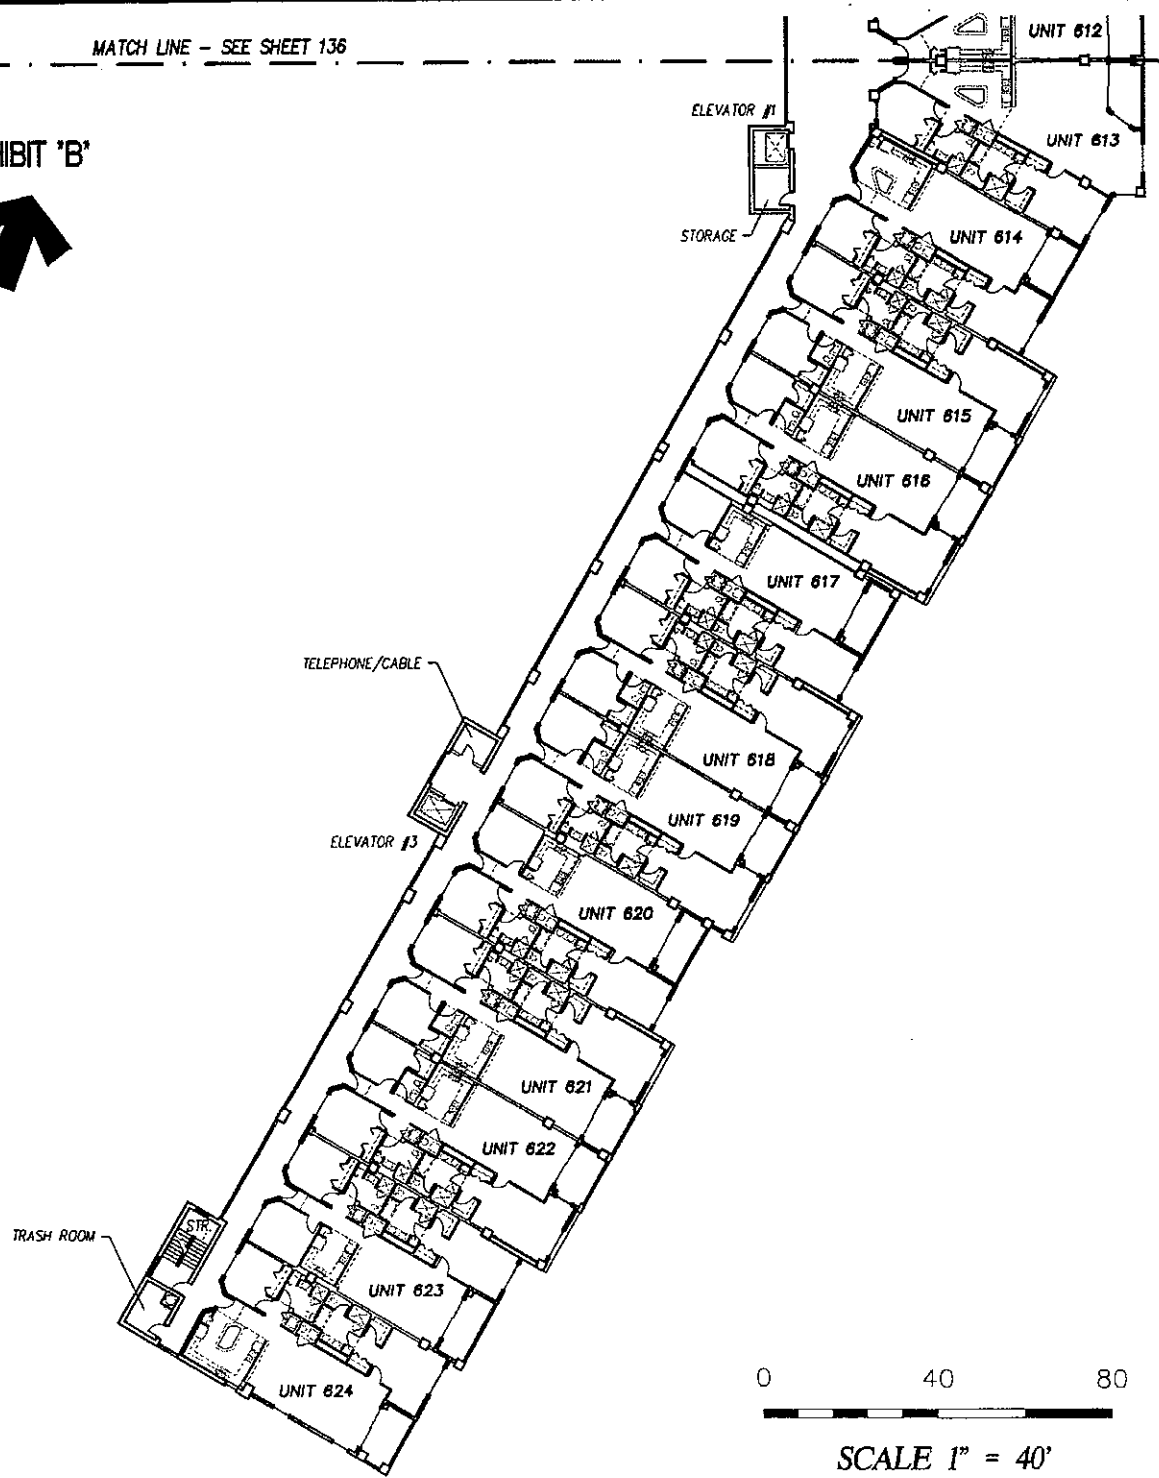 UNIT 612
MATCH LINE - SEE SHEET 136
ELEVATOR #1
UNIT 613
HIBIT "B"
STORAGE
UNIT 614
UNIT 615
UNIT 616
UNIT 617
TELEPHONE/CABLE
UNIT 618
UNIT 619
ELEVATOR #3
UNIT 620
UNIT 621
UNIT 622
STR.
TRASH ROOM
UNIT 623
UNIT 624
0 40 80
SCALE 1" = 40'